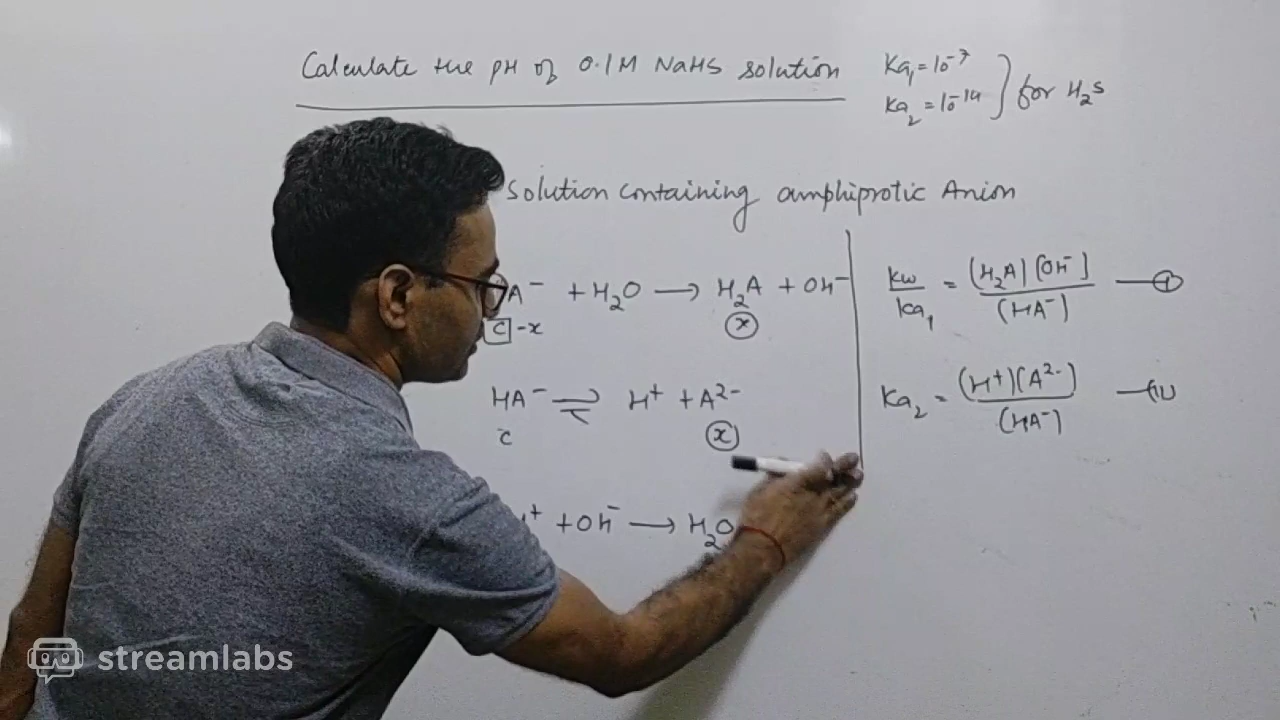 Calculate the pH of 0.1M NaHS solution
Ka₁ = 10⁻⁷
Ka₂ = 10⁻¹⁴
} for H₂S
Solution containing amphiprotic Anion
A⁻ + H₂O ⟶ H₂A + OH⁻
c - x
x
HA⁻ ⇌ H⁺ + A²⁻
c
x
H⁺ + OH⁻ ⟶ H₂O
Kw/Ka₁ = (H₂A)(OH⁻)/(HA⁻) — (I)
Ka₂ = (H⁺)(A²⁻)/(HA⁻) — (II)
streamlabs